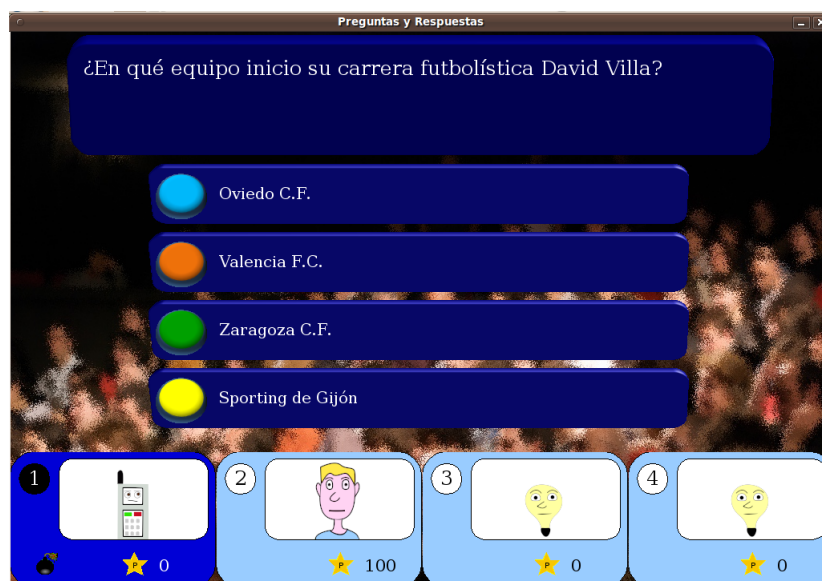 Preguntas y Respuestas
¿En qué equipo inicio su carrera futbolística David Villa?
Oviedo C.F.
Valencia F.C.
Zaragoza C.F.
Sporting de Gijón
1
2
3
4
P 0
P 100
P 0
P 0